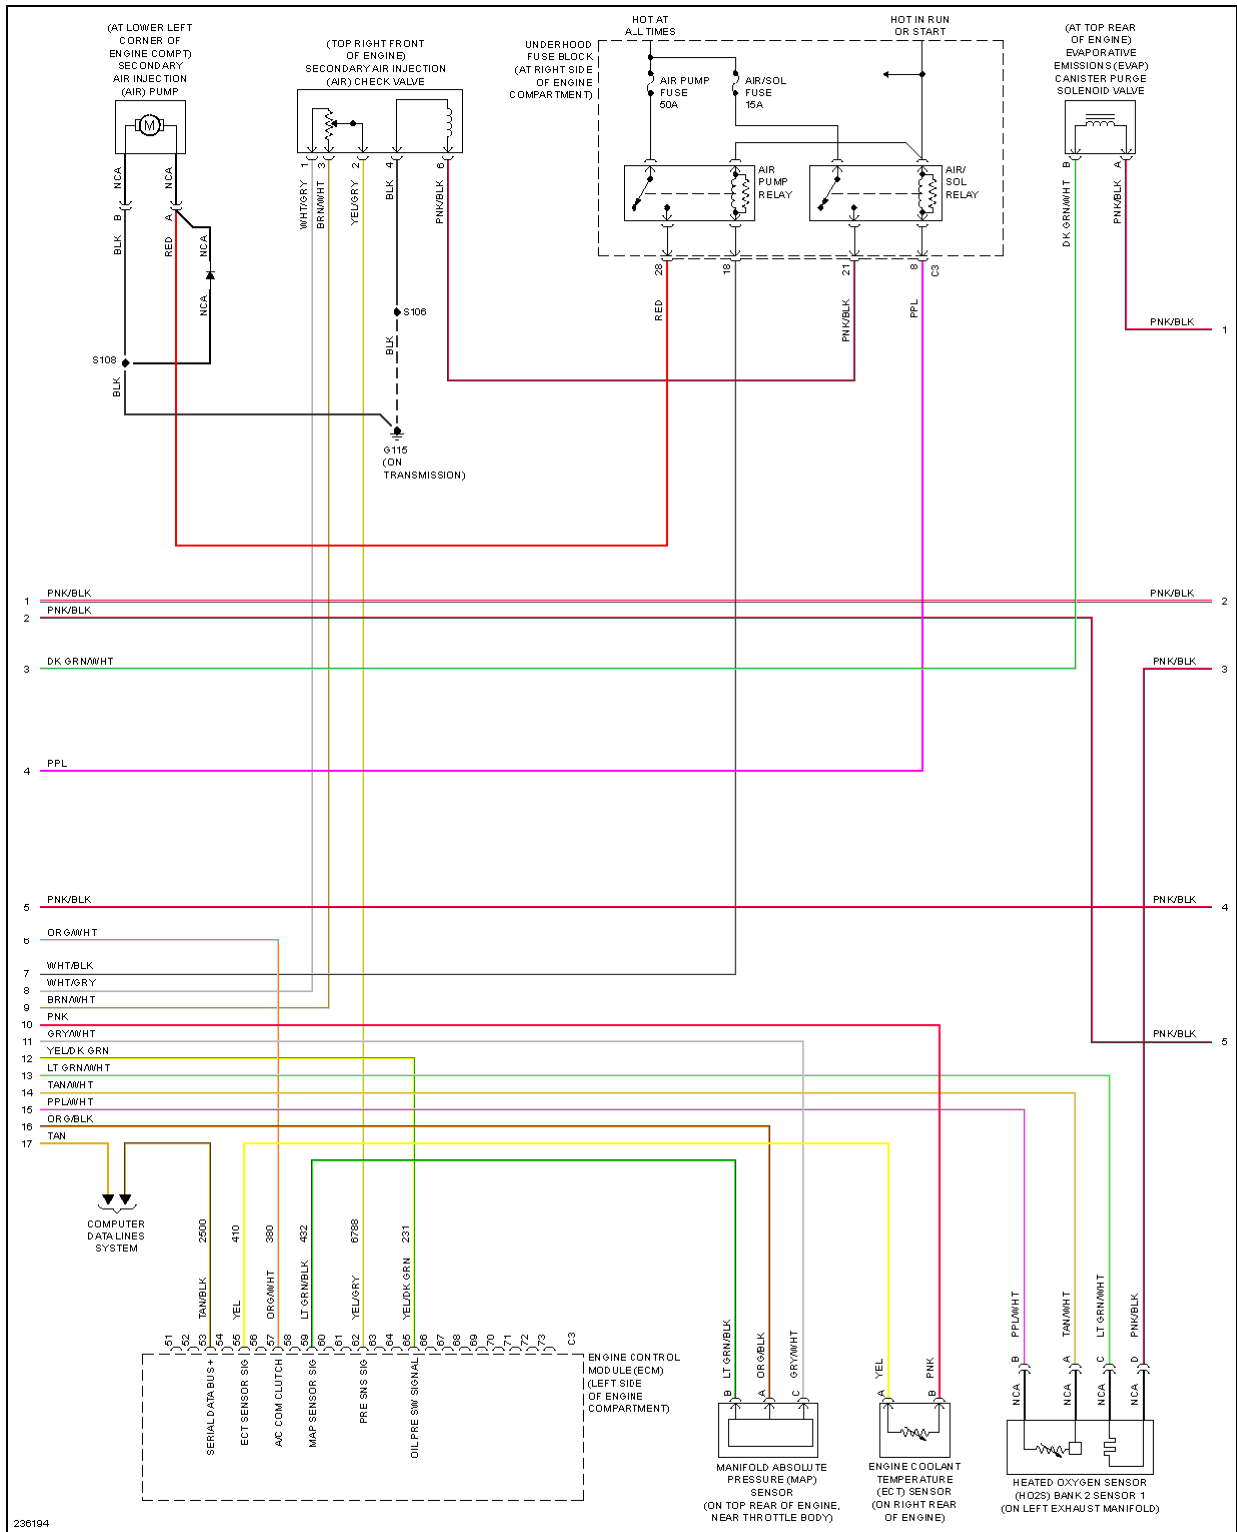 (AT LOWER LEFT
CORNER OF
ENGINE COMPT)
SECONDARY
AIR INJECTION
(AIR) PUMP
(TOP RIGHT FRONT
OF ENGINE)
SECONDARY AIR INJECTION
(AIR) CHECK VALVE
UNDERHOOD
FUSE BLOCK
(AT RIGHT SIDE
OF ENGINE
COMPARTMENT)
HOT AT
ALL TIMES
HOT IN RUN
OR START
AIR PUMP
FUSE
50A
AIR/SOL
FUSE
15A
AIR
PUMP
RELAY
AIR/
SOL
RELAY
(AT TOP REAR
OF ENGINE)
EVAPORATIVE
EMISSIONS (EVAP)
CANISTER PURGE
SOLENOID VALVE
M
NCA
NCA
B
A
BLK
RED
NCA
NCA
S108
BLK
1
3
2
4
6
WHT/GRY
BRN/WHT
YEL/GRY
BLK
PNK/BLK
S106
BLK
G115
(ON
TRANSMISSION)
28
18
21
8
C3
RED
PNK/BLK
PPL
B
A
DK GRN/WHT
PNK/BLK
PNK/BLK 1
1 PNK/BLK
PNK/BLK 2
2 PNK/BLK
3 DK GRN/WHT
PNK/BLK 3
4 PPL
5 PNK/BLK
PNK/BLK 4
6 ORG/WHT
7 WHT/BLK
8 WHT/GRY
9 BRN/WHT
10 PNK
11 GRY/WHT
PNK/BLK 5
12 YEL/DK GRN
13 LT GRN/WHT
14 TAN/WHT
15 PPL/WHT
16 ORG/BLK
17 TAN
COMPUTER
DATA LINES
SYSTEM
2500
410
380
432
6788
231
TAN/BLK
YEL
ORG/WHT
LT GRN/BLK
YEL/GRY
YEL/DK GRN
51
52
53
54
55
56
57
58
59
60
61
62
63
64
65
66
67
68
69
70
71
72
73
C3
SERIAL DATA BUS +
ECT SENSOR SIG
A/C COM CLUTCH
MAP SENSOR SIG
PRE SNS SIG
OIL PRE SW SIGNAL
ENGINE CONTROL
MODULE (ECM)
(LEFT SIDE
OF ENGINE
COMPARTMENT)
LT GRN/BLK
ORG/BLK
GRY/WHT
B
A
C
MANIFOLD ABSOLUTE
PRESSURE (MAP)
SENSOR
(ON TOP REAR OF ENGINE,
NEAR THROTTLE BODY)
YEL
PNK
A
B
ENGINE COOLANT
TEMPERATURE
(ECT) SENSOR
(ON RIGHT REAR
OF ENGINE)
PPL/WHT
TAN/WHT
LT GRN/WHT
PNK/BLK
B
A
C
D
NCA
NCA
NCA
NCA
HEATED OXYGEN SENSOR
(HO2S) BANK 2 SENSOR 1
(ON LEFT EXHAUST MANIFOLD)
236194